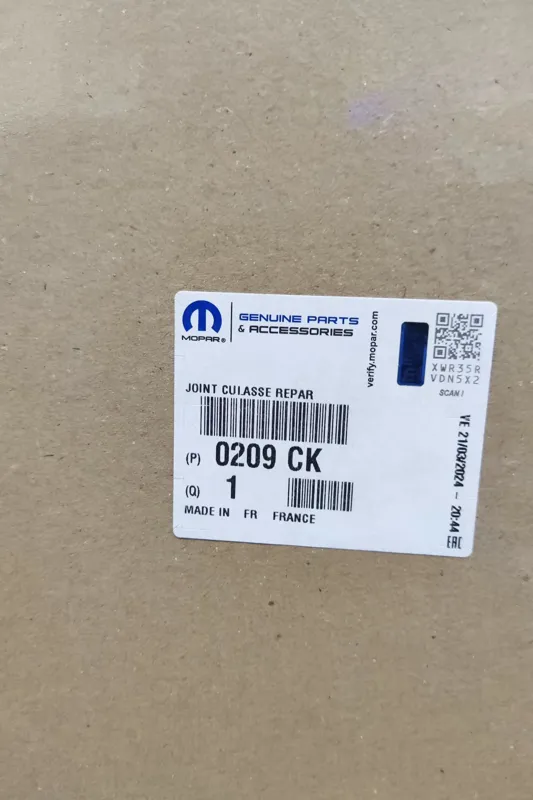 MOPAR®
GENUINE PARTS
& ACCESSORIES
verify.mopar.com
XWR35R
VDN5X2
SCAN!
JOINT CULASSE REPAR
(P) 0209 CK
(Q) 1
MADE IN FR FRANCE
VE 21/03/2024 - 20:44
EAC